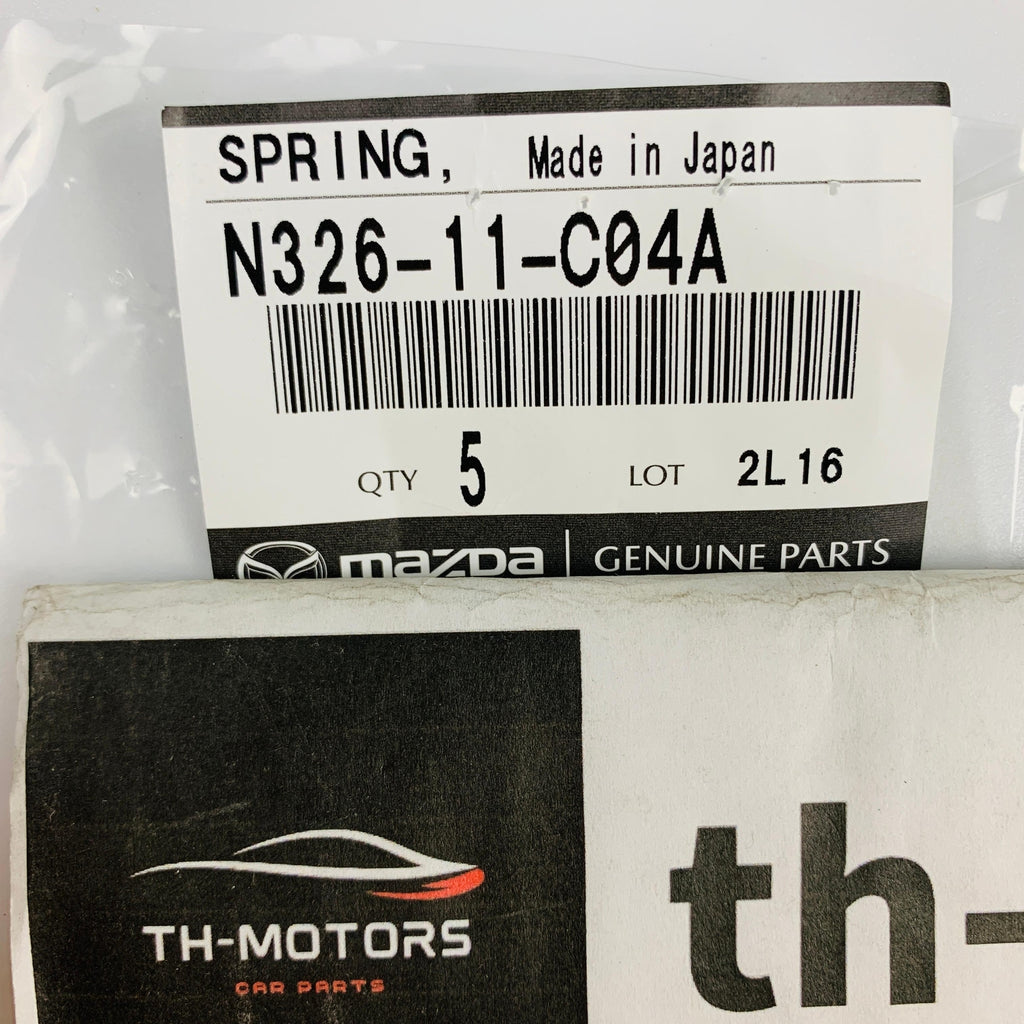 SPRING, Made in Japan
N326-11-C04A
QTY 5 LOT 2L16
mazda GENUINE PARTS
TH-MOTORS
CAR PARTS
th-